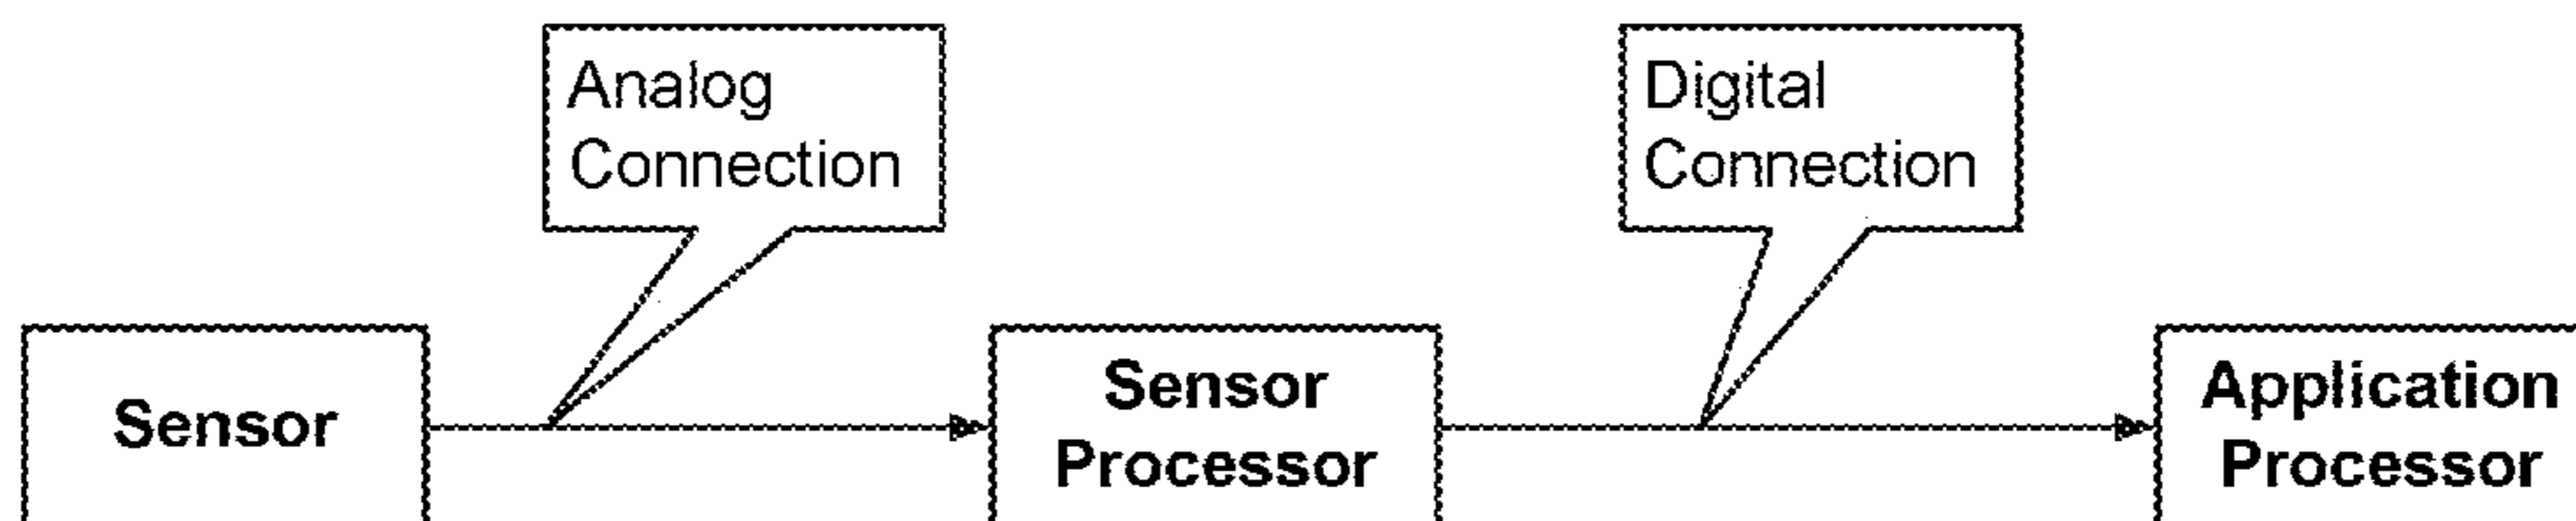 Analog
Connection
Digital
Connection
Sensor
Sensor
Processor
Application
Processor